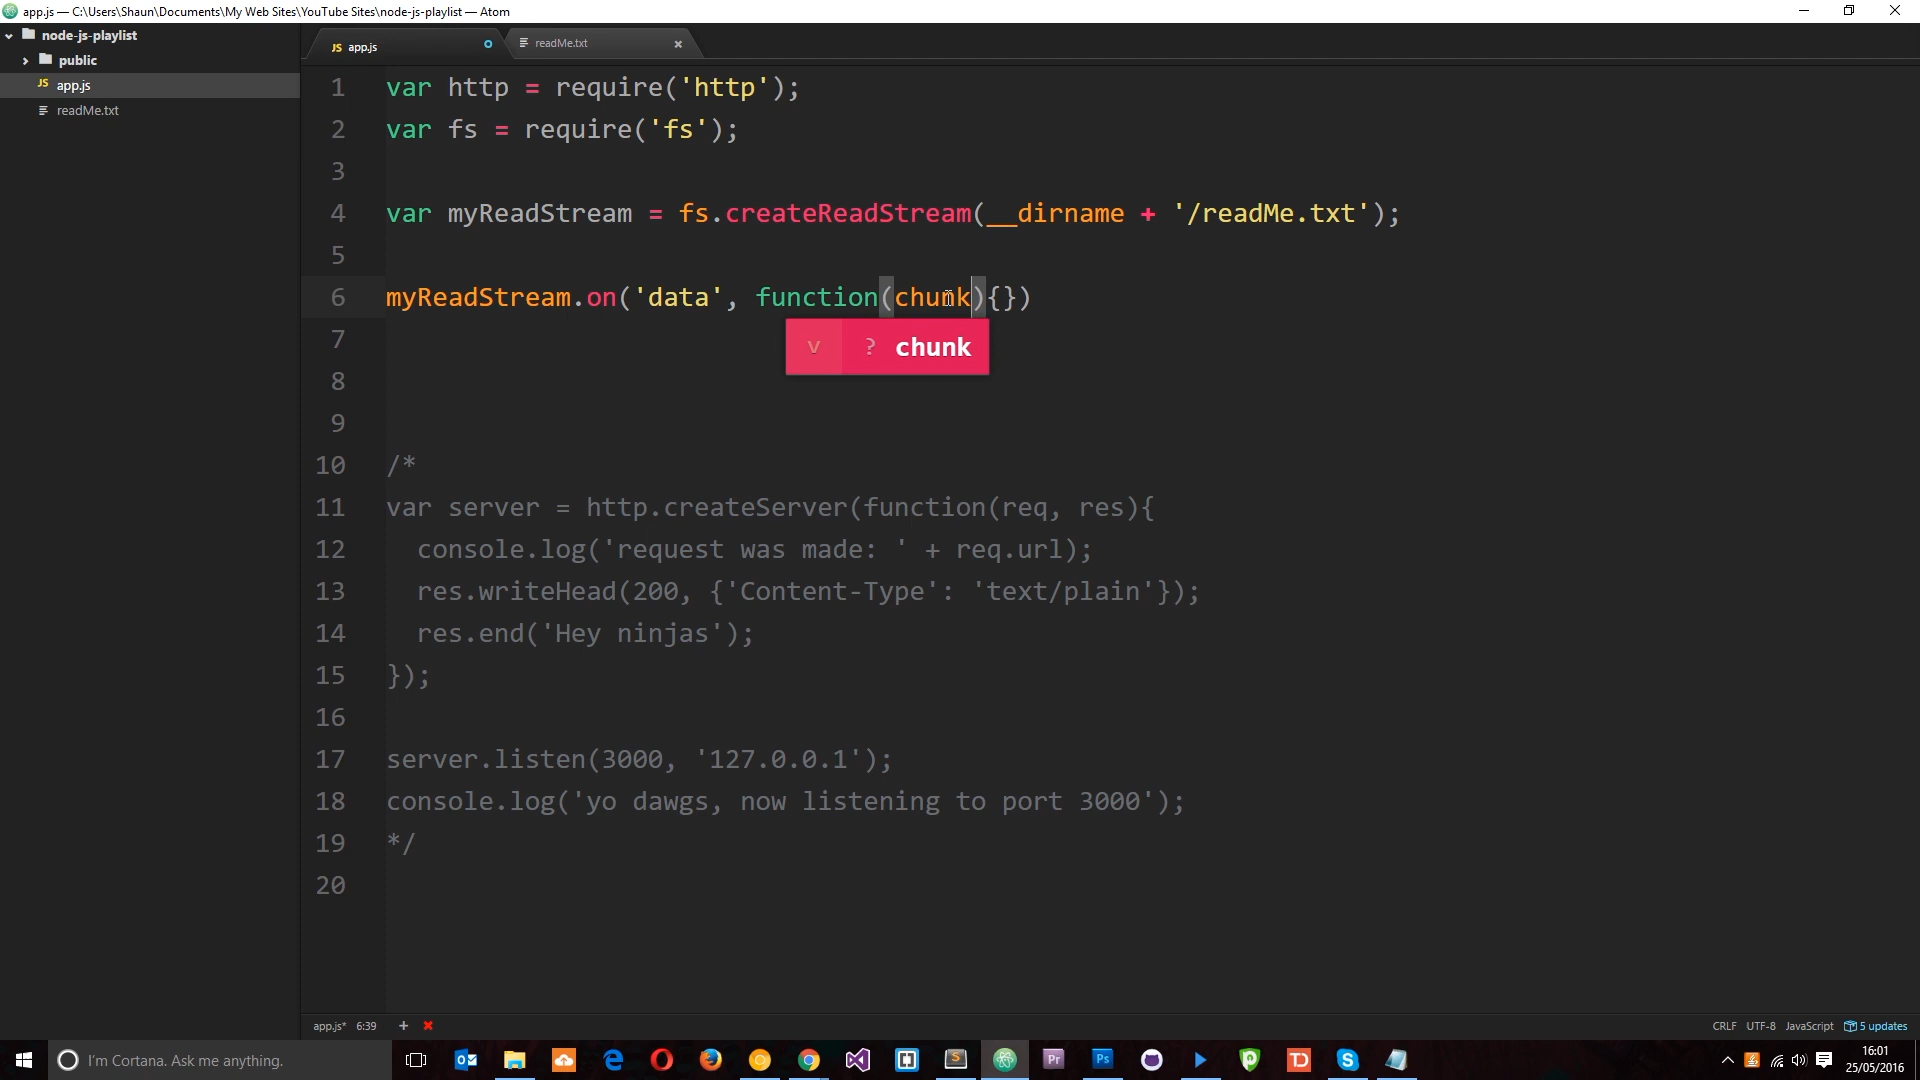 app.js — C:\Users\Shaun\Documents\My Web Sites\YouTube Sites\node-js-playlist — Atom
node-js-playlist
public
JS app.js
readMe.txt
JS app.js
readMe.txt
1 var http = require('http');
2 var fs = require('fs');
3
4 var myReadStream = fs.createReadStream(__dirname + '/readMe.txt');
5
6 myReadStream.on('data', function(chunk){})
v ? chunk
7
8
9
10 /*
11 var server = http.createServer(function(req, res){
12 console.log('request was made: ' + req.url);
13 res.writeHead(200, {'Content-Type': 'text/plain'});
14 res.end('Hey ninjas');
15 });
16
17 server.listen(3000, '127.0.0.1');
18 console.log('yo dawgs, now listening to port 3000');
19 */
20
app.js* 6:39
CRLF UTF-8 JavaScript 5 updates
I'm Cortana. Ask me anything.
Pr
Ps
TD
S
16:01
25/05/2016